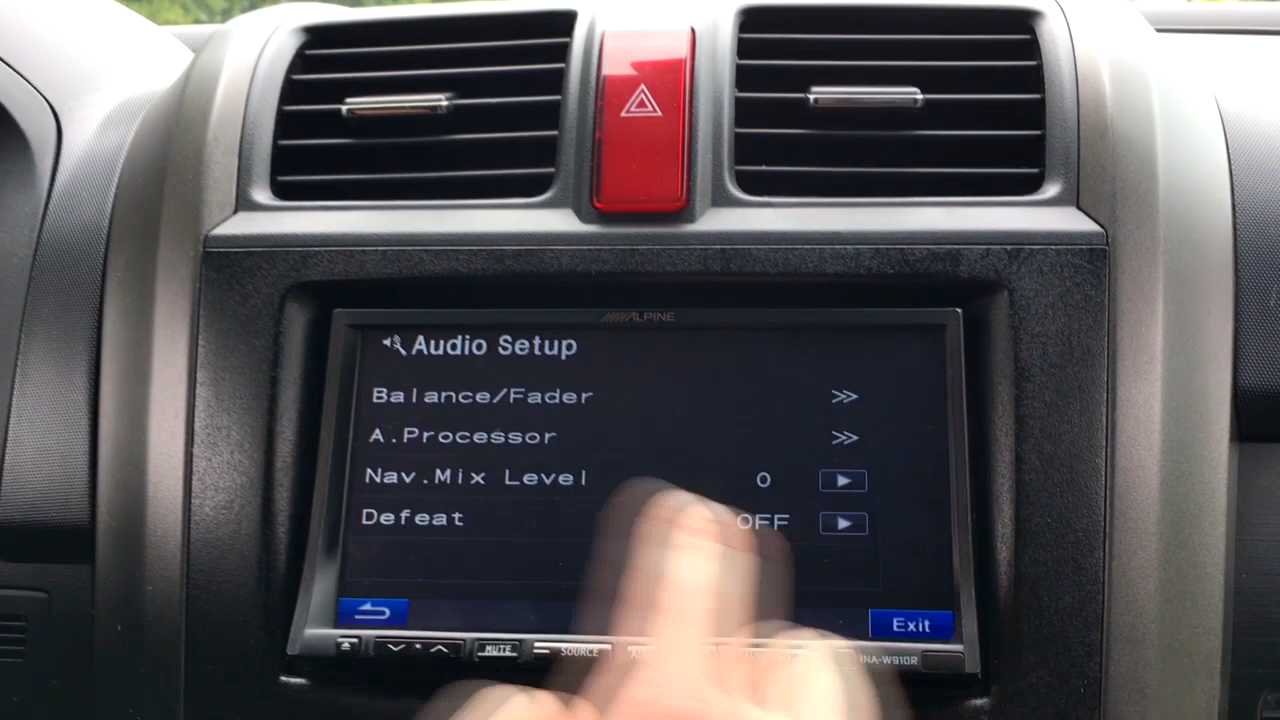 ALPINE
Audio Setup
Balance/Fader >>
A.Processor >>
Nav.Mix Level 0
Defeat OFF
Exit
MUTE SOURCE INA-W910R